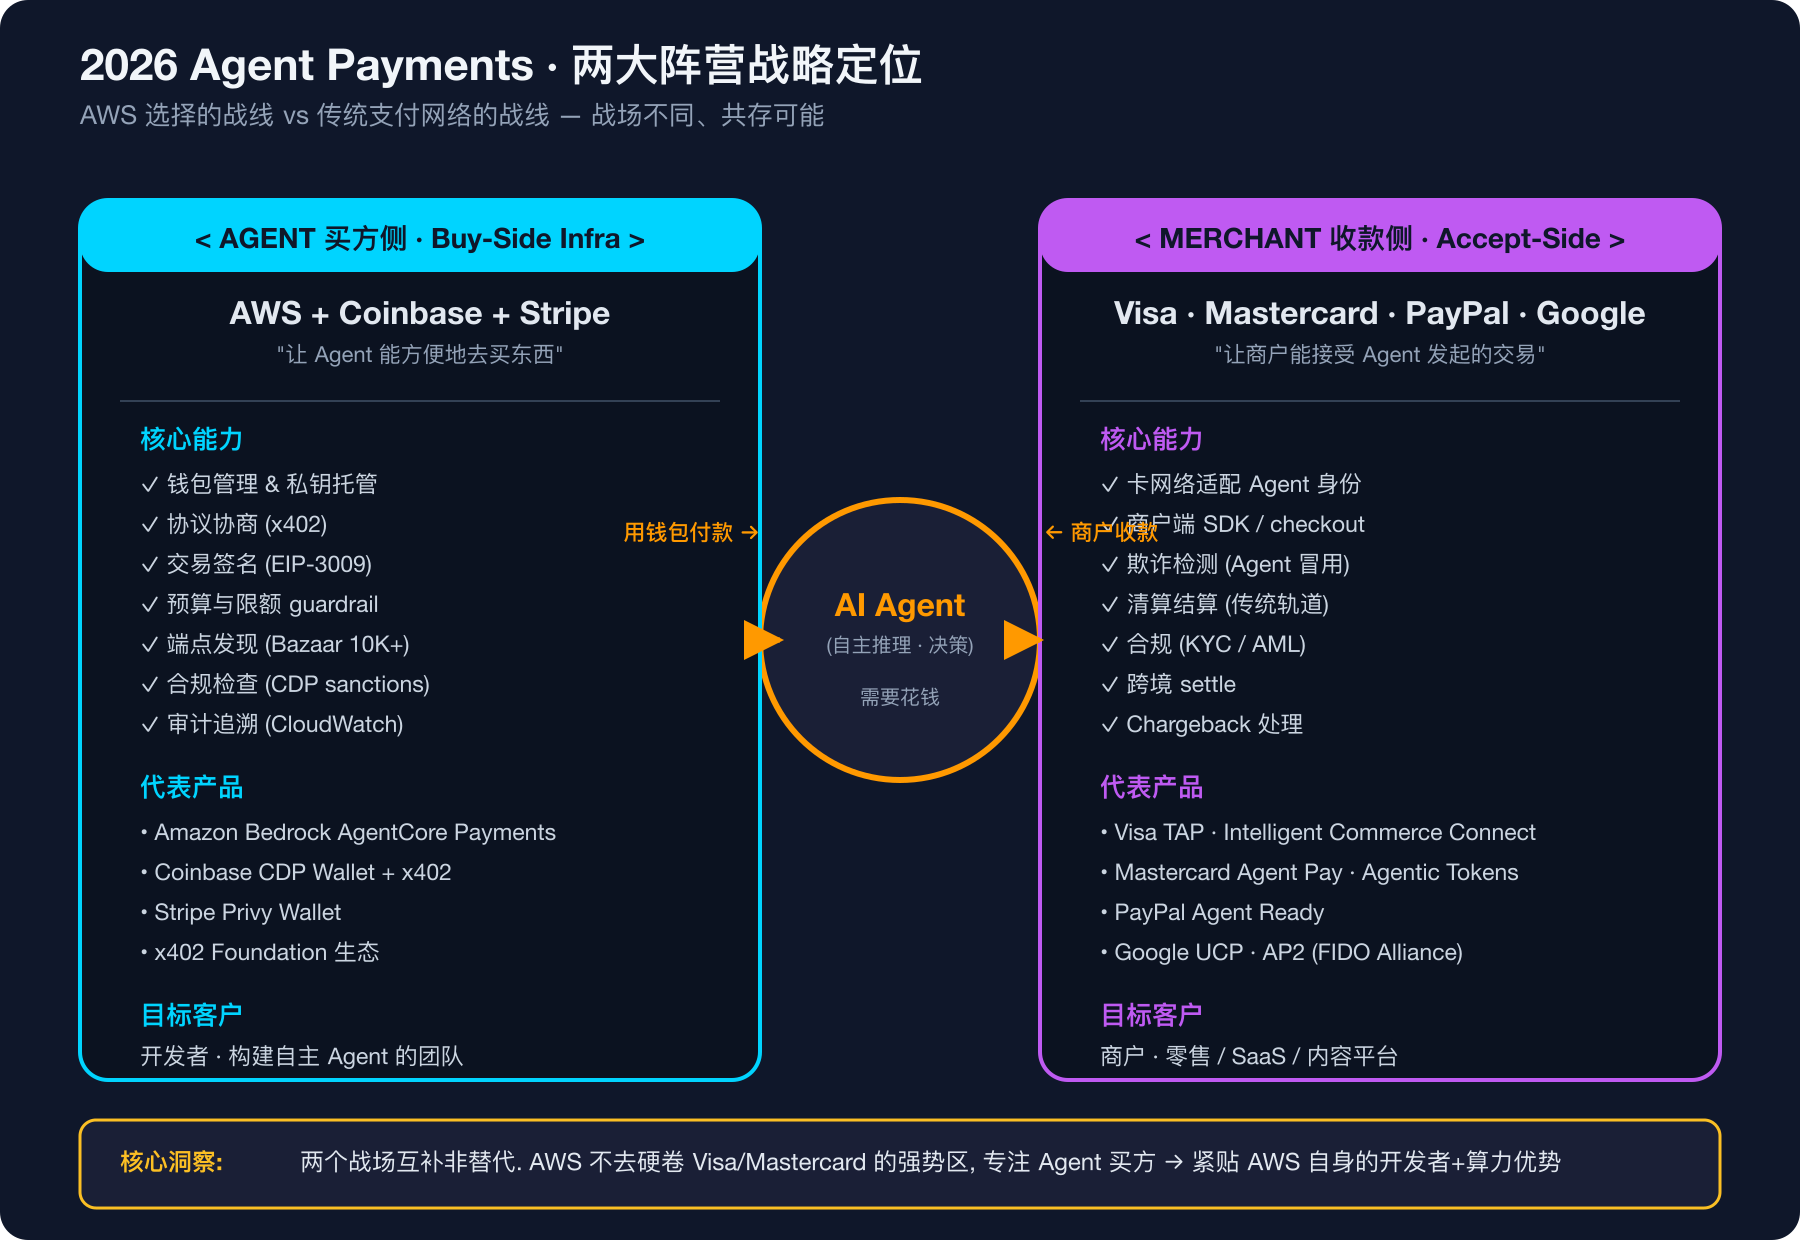 2026 Agent Payments · 两大阵营战略定位
AWS 选择的战线 vs 传统支付网络的战线 — 战场不同、共存可能
< AGENT 买方侧 · Buy-Side Infra >
AWS + Coinbase + Stripe
"让 Agent 能方便地去买东西"
核心能力
✓ 钱包管理 & 私钥托管
✓ 协议协商 (x402)
✓ 交易签名 (EIP-3009)
✓ 预算与限额 guardrail
✓ 端点发现 (Bazaar 10K+)
✓ 合规检查 (CDP sanctions)
✓ 审计追溯 (CloudWatch)
代表产品
• Amazon Bedrock AgentCore Payments
• Coinbase CDP Wallet + x402
• Stripe Privy Wallet
• x402 Foundation 生态
目标客户
开发者 · 构建自主 Agent 的团队
用钱包付款 →
AI Agent
(自主推理 · 决策)
需要花钱
← 商户收款
< MERCHANT 收款侧 · Accept-Side >
Visa · Mastercard · PayPal · Google
"让商户能接受 Agent 发起的交易"
核心能力
✓ 卡网络适配 Agent 身份
✓ 商户端 SDK / checkout
✓ 欺诈检测 (Agent 冒用)
✓ 清算结算 (传统轨道)
✓ 合规 (KYC / AML)
✓ 跨境 settle
✓ Chargeback 处理
代表产品
• Visa TAP · Intelligent Commerce Connect
• Mastercard Agent Pay · Agentic Tokens
• PayPal Agent Ready
• Google UCP · AP2 (FIDO Alliance)
目标客户
商户 · 零售 / SaaS / 内容平台
核心洞察: 两个战场互补非替代. AWS 不去硬卷 Visa/Mastercard 的强势区, 专注 Agent 买方 → 紧贴 AWS 自身的开发者+算力优势